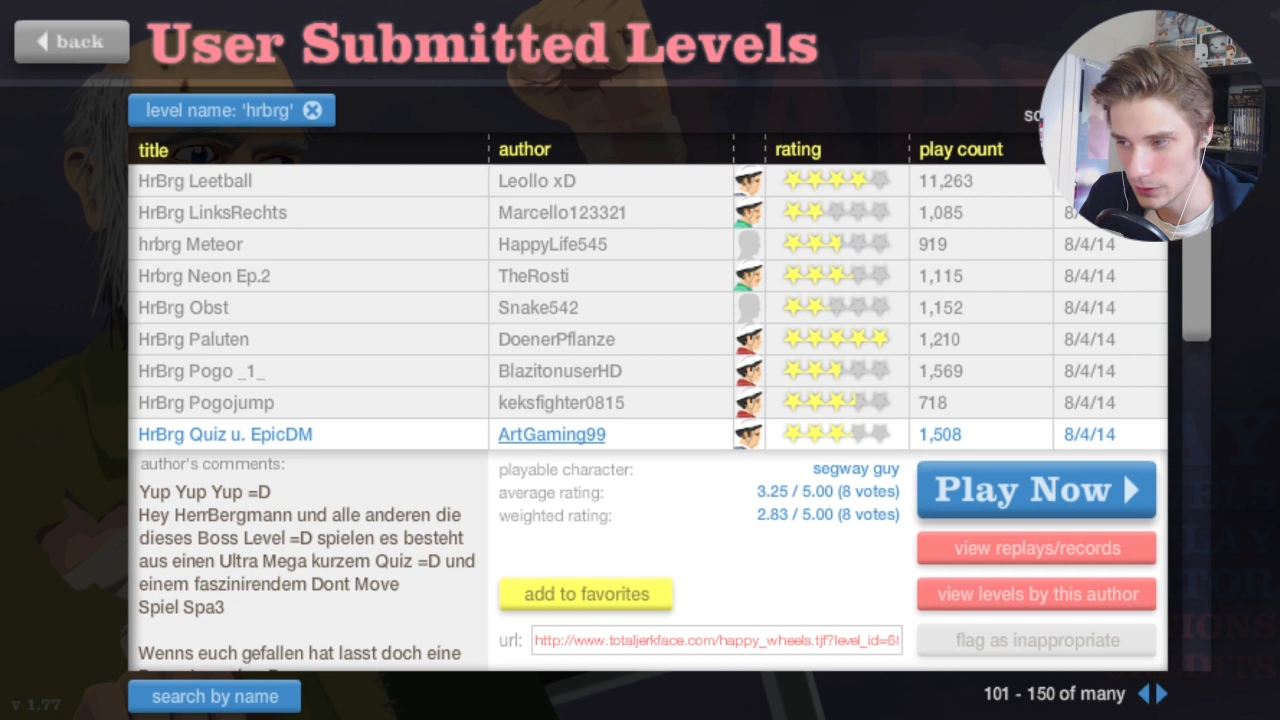 back
User Submitted Levels
level name: 'hrbrg'
title author rating play count
HrBrg Leetball Leollo xD 11,263
HrBrg LinksRechts Marcello123321 1,085
hrbrg Meteor HappyLife545 919 8/4/14
Hrbrg Neon Ep.2 TheRosti 1,115 8/4/14
HrBrg Obst Snake542 1,152 8/4/14
HrBrg Paluten DoenerPflanze 1,210 8/4/14
HrBrg Pogo _1_ BlazitonuserHD 1,569 8/4/14
HrBrg Pogojump keksfighter0815 718 8/4/14
HrBrg Quiz u. EpicDM ArtGaming99 1,508 8/4/14
author's comments:
Yup Yup Yup =D
Hey HerrBergmann und alle anderen die
dieses Boss Level =D spielen es besteht
aus einen Ultra Mega kurzem Quiz =D und
einem faszinirendem Dont Move
Spiel Spa3
Wenns euch gefallen hat lasst doch eine
playable character: segway guy
average rating: 3.25 / 5.00 (8 votes)
weighted rating: 2.83 / 5.00 (8 votes)
add to favorites
url: http://www.totaljerkface.com/happy_wheels.tjf?level_id=6
Play Now
view replays/records
view levels by this author
flag as inappropriate
v 1.77
search by name
101 - 150 of many